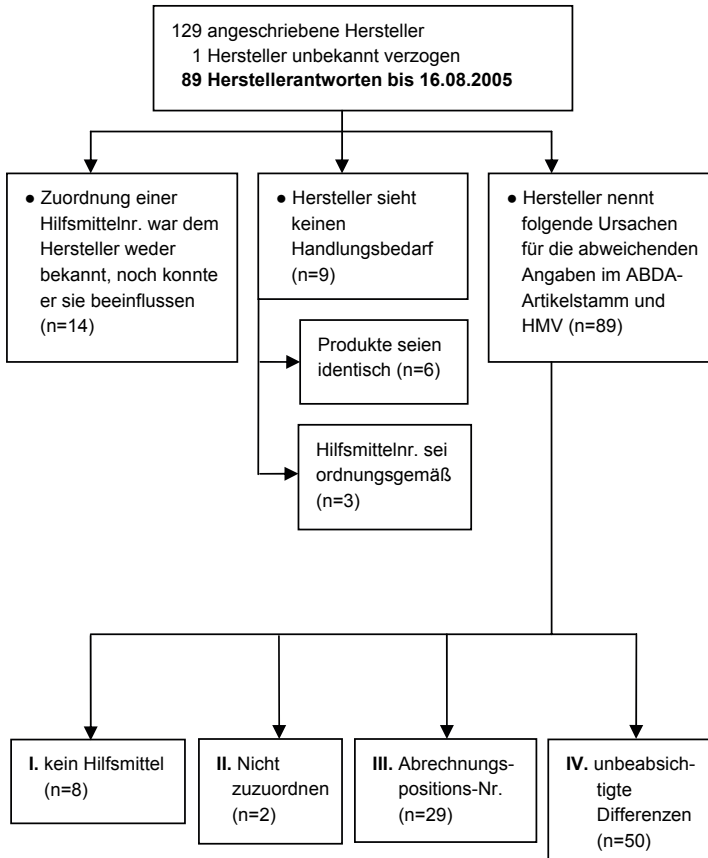 129 angeschriebene Hersteller
1 Hersteller unbekannt verzogen
89 Herstellerantworten bis 16.08.2005
● Zuordnung einer
Hilfsmittelnr. war dem
Hersteller weder
bekannt, noch konnte
er sie beeinflussen
(n=14)
● Hersteller sieht
keinen
Handlungsbedarf
(n=9)
● Hersteller nennt
folgende Ursachen
für die abweichenden
Angaben im ABDA-
Artikelstamm und
HMV (n=89)
Produkte seien
identisch (n=6)
Hilfsmittelnr. sei
ordnungsgemäß
(n=3)
I. kein Hilfsmittel
(n=8)
II. Nicht
zuzuordnen
(n=2)
III. Abrechnungs-
positions-Nr.
(n=29)
IV. unbeabsich-
tigte
Differenzen
(n=50)